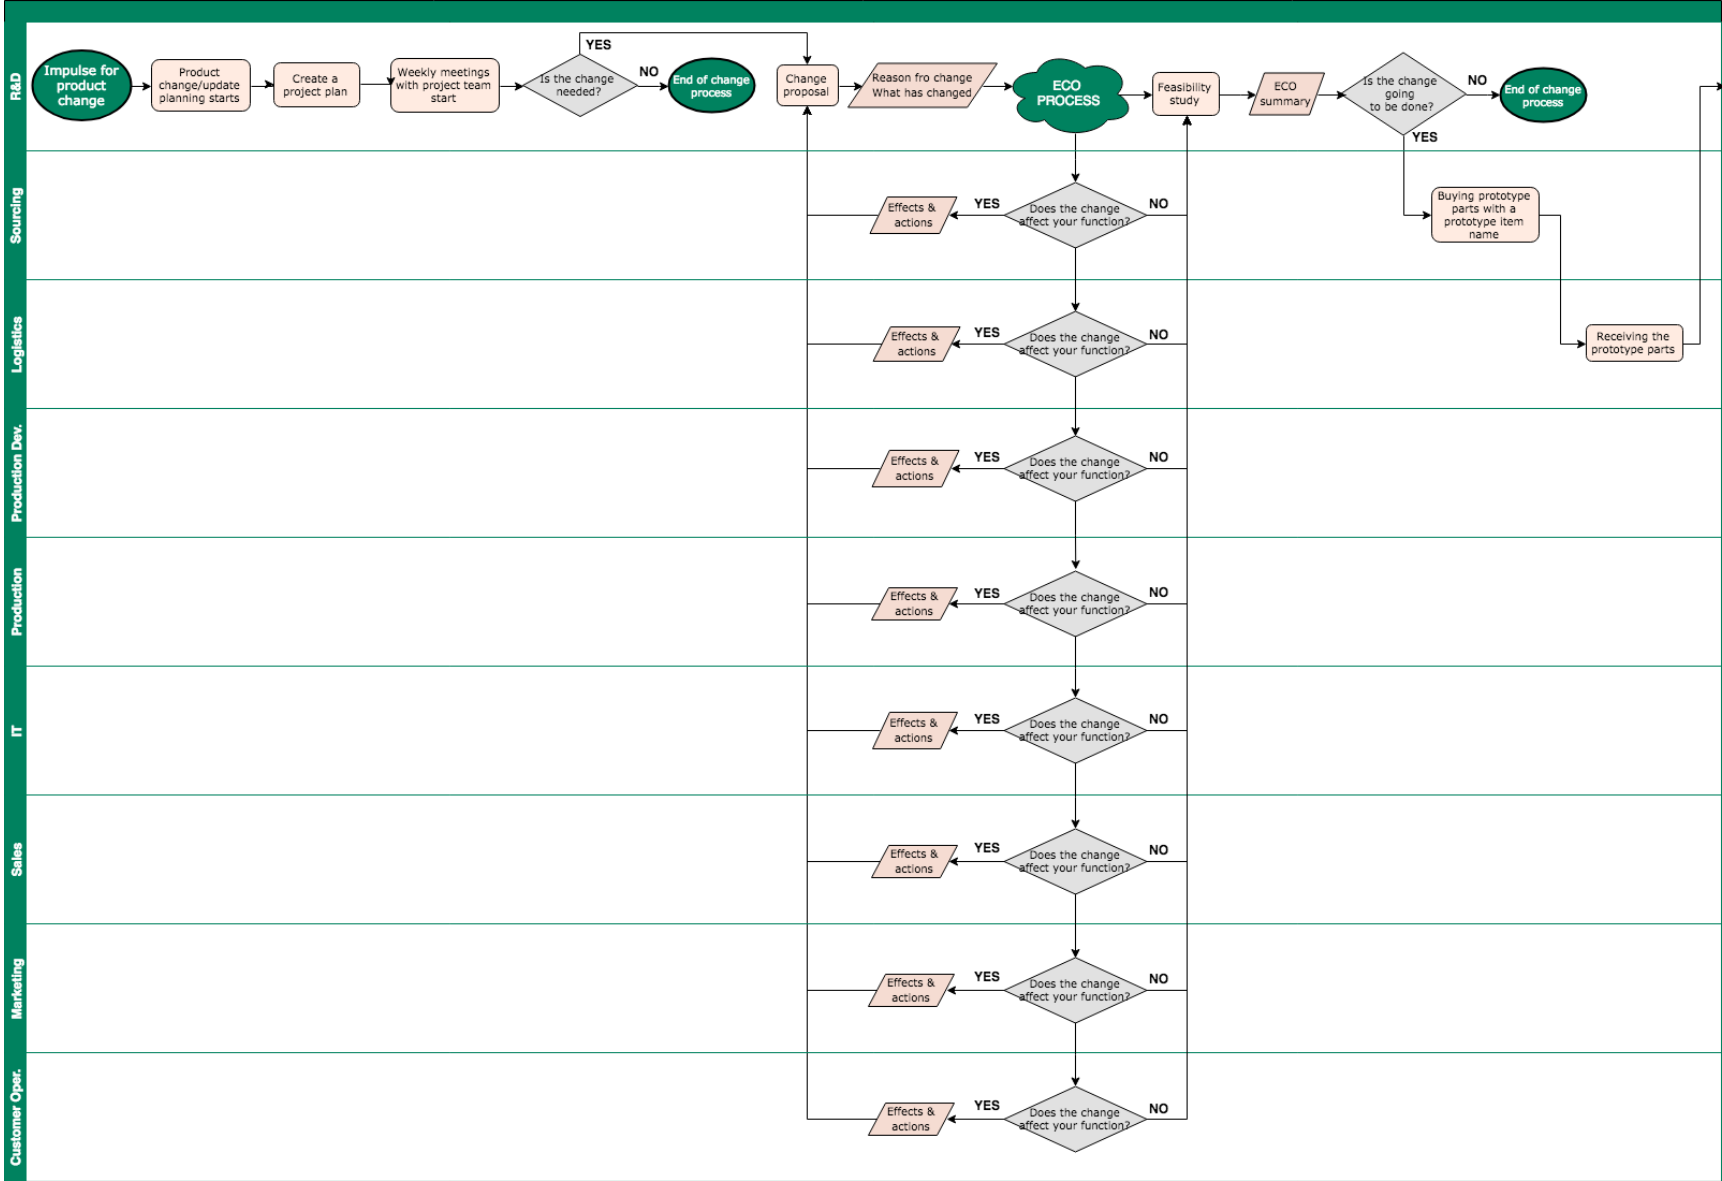 R&D
Impulse for
product
change
Product
change/update
planning starts
Create a
project plan
Weekly meetings
with project team
start
Is the change
needed?
YES
NO
End of change
process
Change
proposal
Reason fro change
What has changed
ECO
PROCESS
Feasibility
study
ECO
summary
Is the change
going
to be done?
NO
End of change
process
YES
Sourcing
Effects &
actions
YES
Does the change
affect your function?
NO
Buying prototype
parts with a
prototype item
name
Logistics
Effects &
actions
YES
Does the change
affect your function?
NO
Receiving the
prototype parts
Production Dev.
Effects &
actions
YES
Does the change
affect your function?
NO
Production
Effects &
actions
YES
Does the change
affect your function?
NO
IT
Effects &
actions
YES
Does the change
affect your function?
NO
Sales
Effects &
actions
YES
Does the change
affect your function?
NO
Marketing
Effects &
actions
YES
Does the change
affect your function?
NO
Customer Oper.
Effects &
actions
YES
Does the change
affect your function?
NO